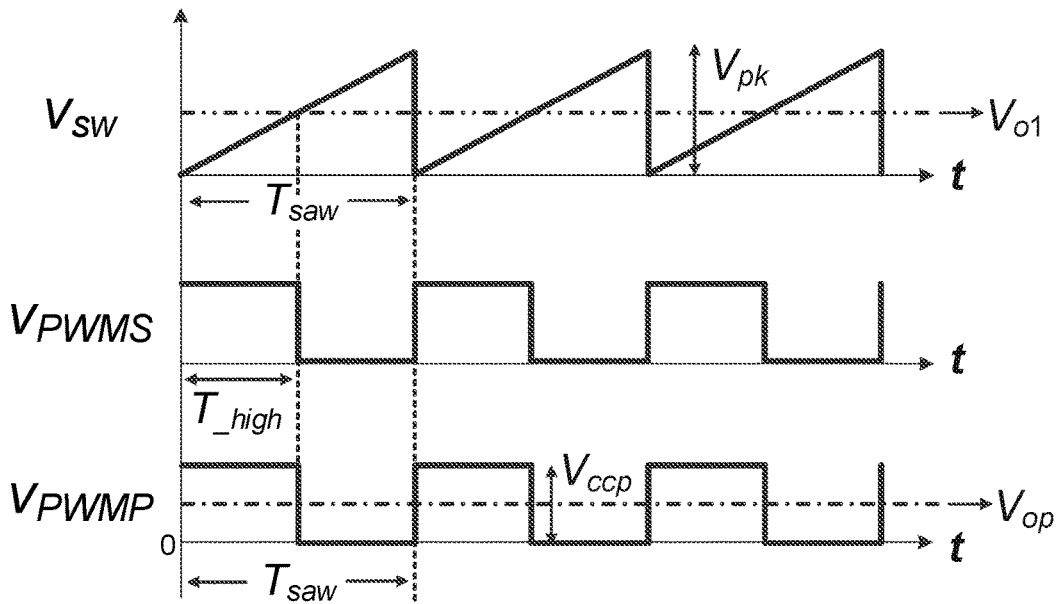 V_pk
V_sw
V_o1
T_saw
t
V_PWMS
t
T_high
V_ccp
V_PWMP
V_op
0
t
T_saw